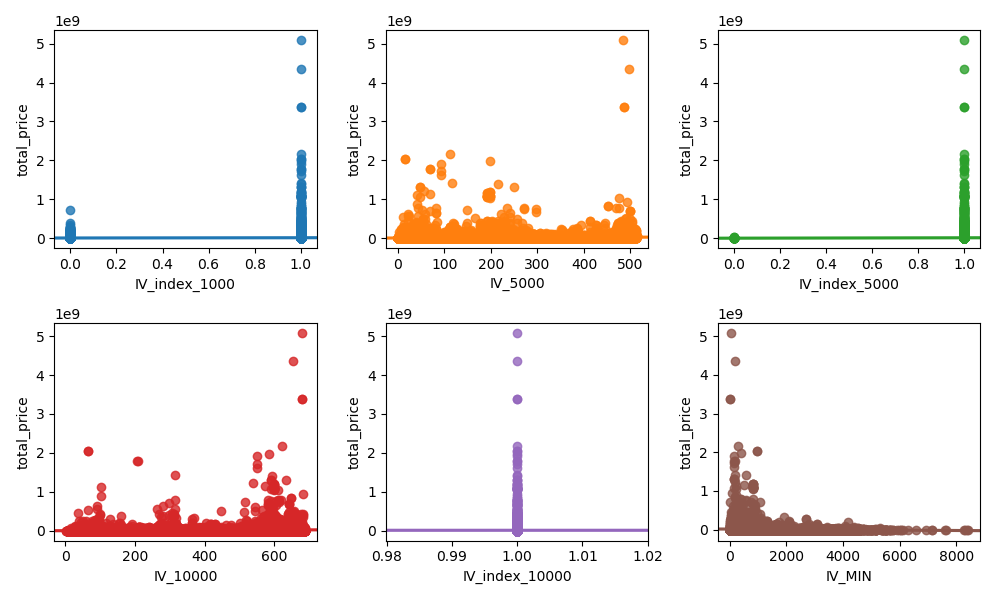 1e9 1e9 1e9
total_price
5
4
3
2
1
0
0.0 0.2 0.4 0.6 0.8 1.0
IV_index_1000
total_price
5
4
3
2
1
0
0 100 200 300 400 500
IV_5000
total_price
5
4
3
2
1
0
0.0 0.2 0.4 0.6 0.8 1.0
IV_index_5000
1e9 1e9 1e9
total_price
5
4
3
2
1
0
0 200 400 600
IV_10000
total_price
5
4
3
2
1
0
0.98 0.99 1.00 1.01 1.02
IV_index_10000
total_price
5
4
3
2
1
0
0 2000 4000 6000 8000
IV_MIN